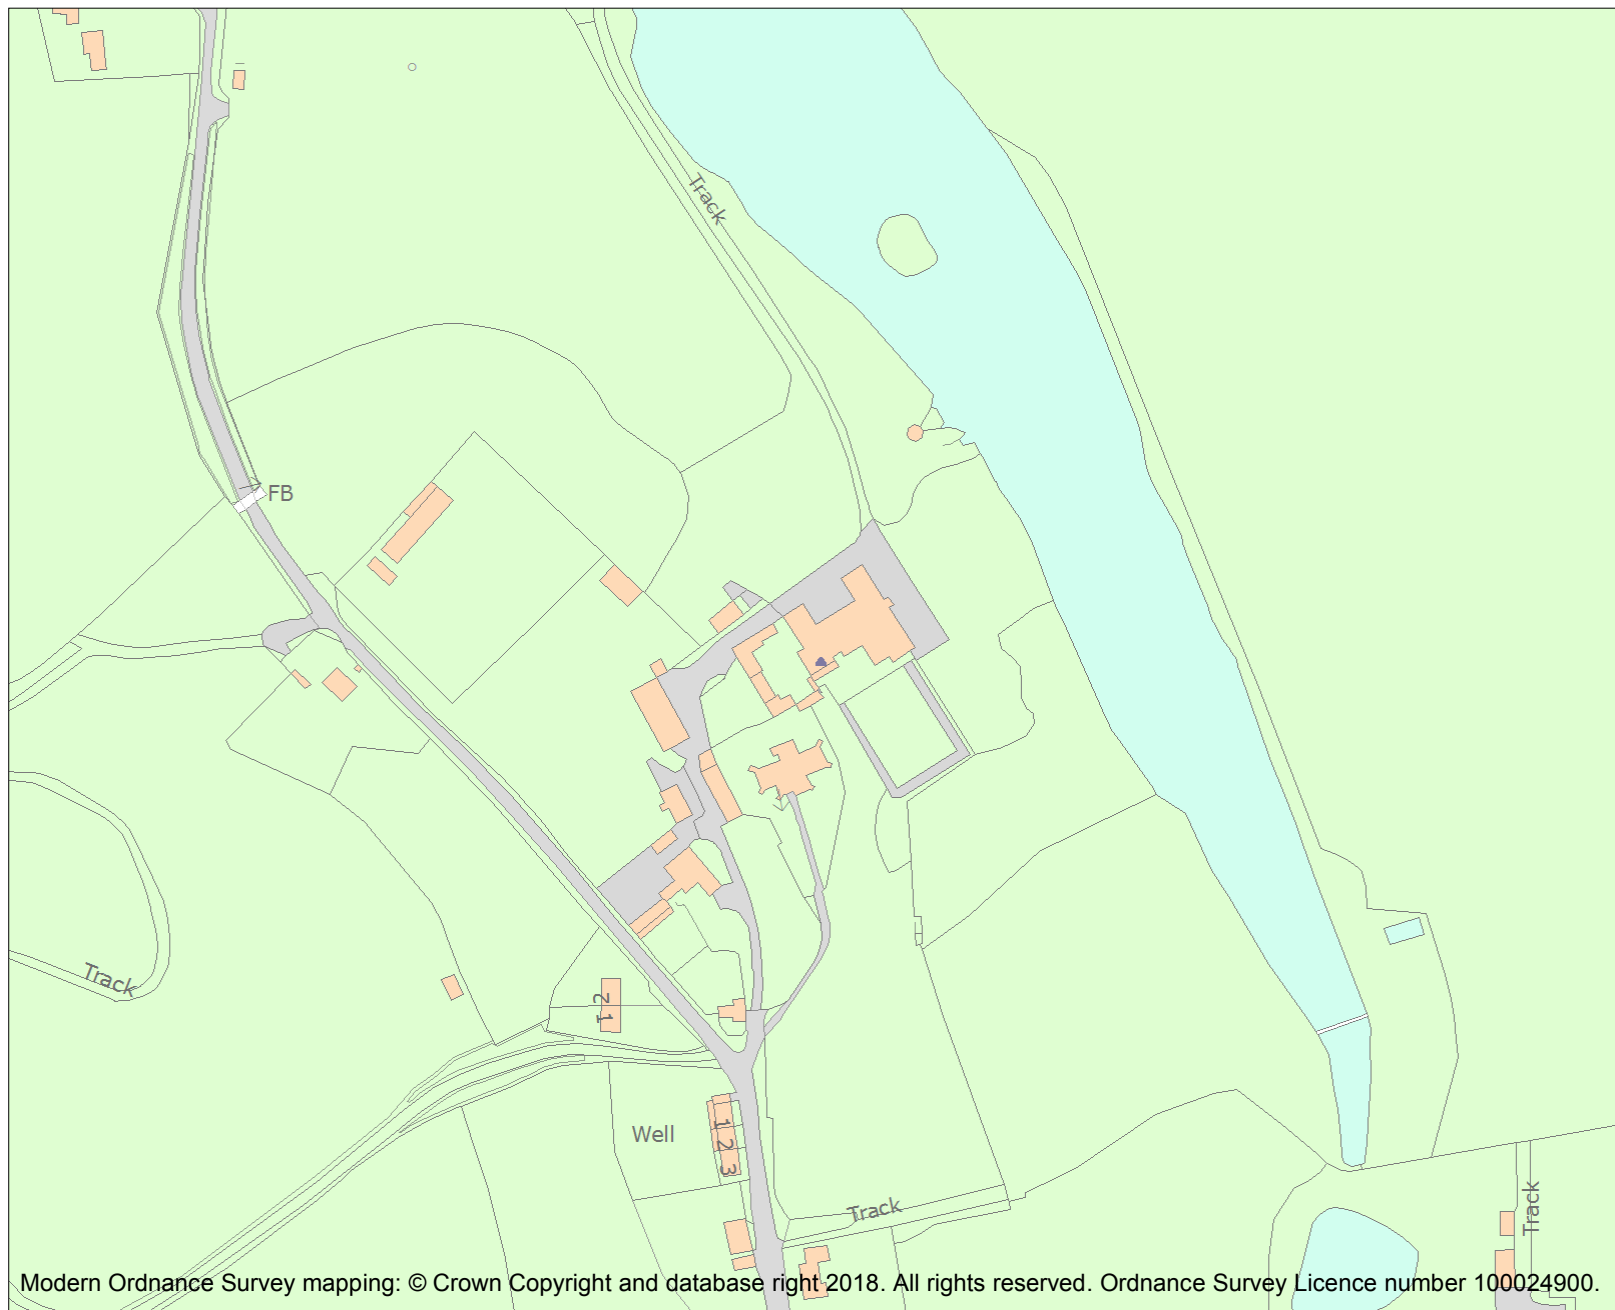 Track
FB
Track
2
1
Well
1
2
3
Track
Track
Modern Ordnance Survey mapping: © Crown Copyright and database right 2018. All rights reserved. Ordnance Survey Licence number 100024900.